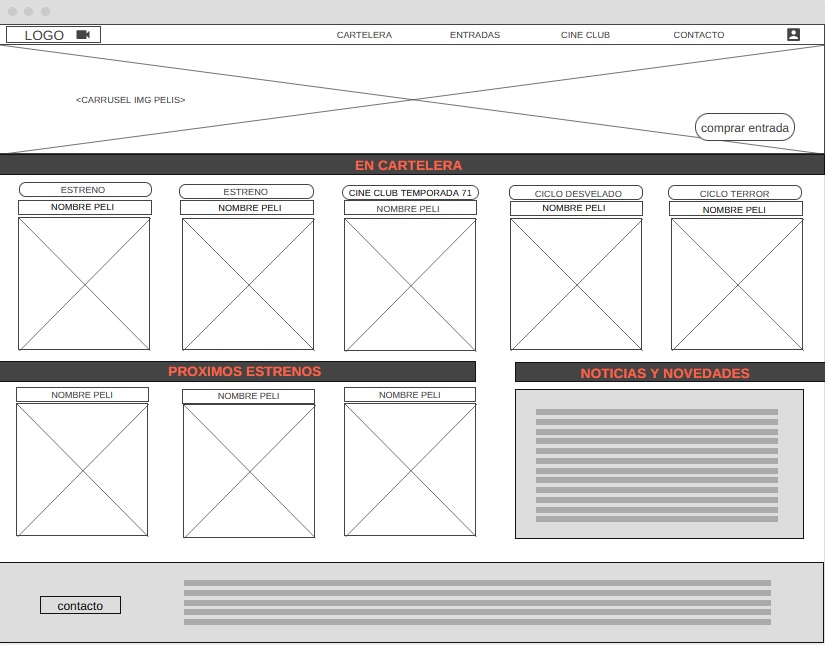 LOGO
CARTELERA
ENTRADAS
CINE CLUB
CONTACTO
<CARRUSEL IMG PELIS>
comprar entrada
EN CARTELERA
ESTRENO
ESTRENO
CINE CLUB TEMPORADA 71
CICLO DESVELADO
CICLO TERROR
NOMBRE PELI
NOMBRE PELI
NOMBRE PELI
NOMBRE PELI
NOMBRE PELI
PROXIMOS ESTRENOS
NOTICIAS Y NOVEDADES
NOMBRE PELI
NOMBRE PELI
NOMBRE PELI
contacto